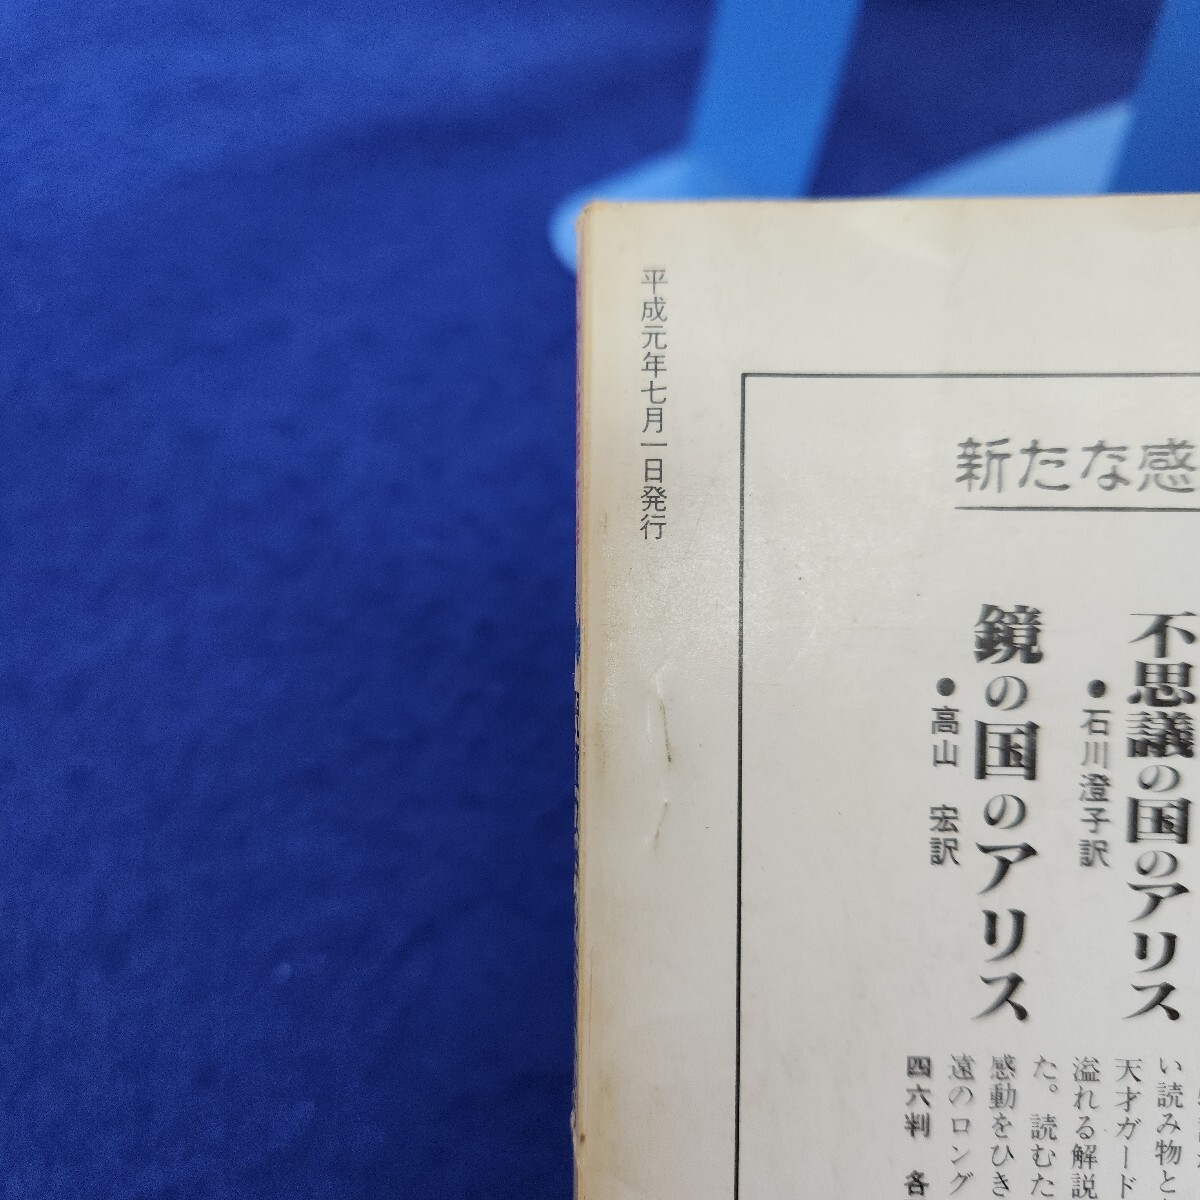 新たな感
不思議の国のアリス
●石川澄子訳
鏡の国のアリス
●高山 宏訳
い読み物と
天才ガード
溢れる解説
た。読むた
感動をひき
遠のロング
四六判 各
平成元年七月一日発行